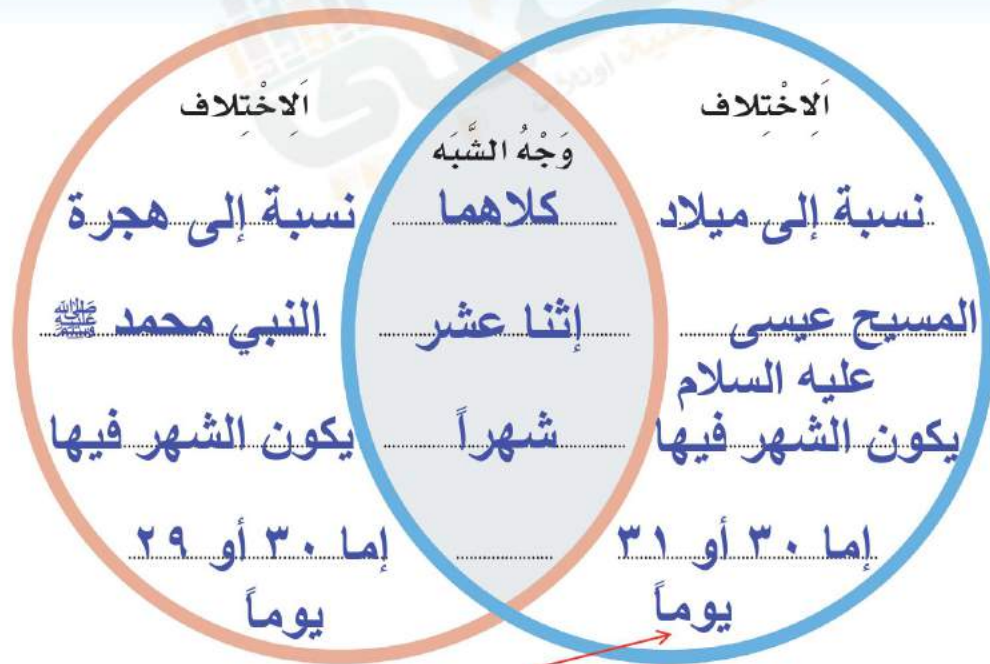 اَلِاخْتِلاف
نسبة إلى ميلاد
المسيح عيسى
عليه السلام
يكون الشهر فيها
إما ٣٠ أو ٣١
يوماً
وَجْهُ الشَّبَه
كلاهما
إثنا عشر
شهراً
اَلِاخْتِلاف
نسبة إلى هجرة
النبي محمد ﷺ
يكون الشهر فيها
إما ٣٠ أو ٢٩
يوماً